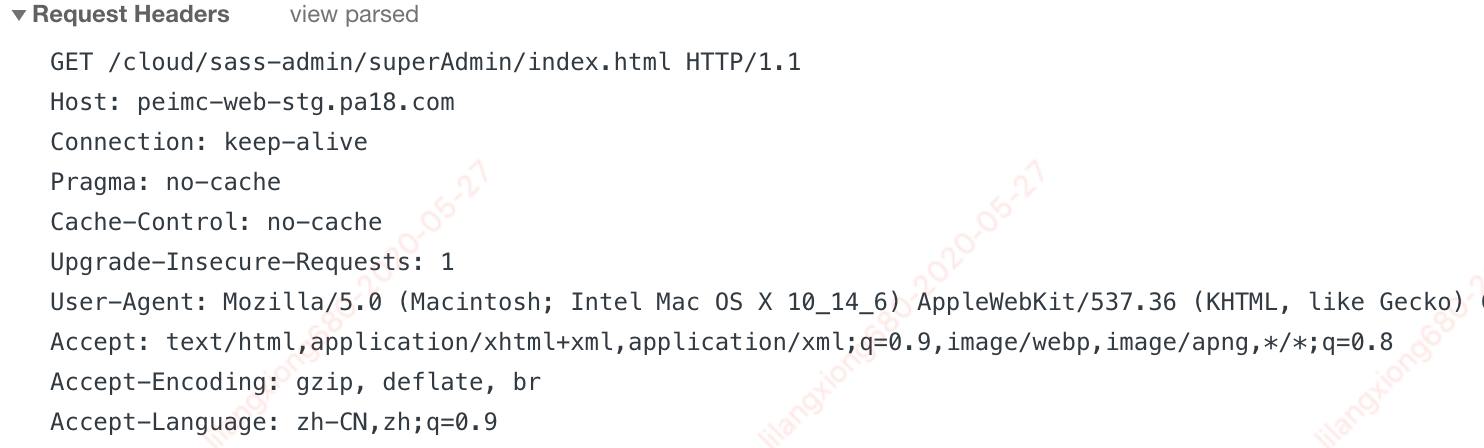 ▼ Request Headers view parsed
GET /cloud/sass-admin/superAdmin/index.html HTTP/1.1
Host: peimc-web-stg.pa18.com
Connection: keep-alive
Pragma: no-cache
Cache-Control: no-cache
Upgrade-Insecure-Requests: 1
User-Agent: Mozilla/5.0 (Macintosh; Intel Mac OS X 10_14_6) AppleWebKit/537.36 (KHTML, like Gecko)
Accept: text/html,application/xhtml+xml,application/xml;q=0.9,image/webp,image/apng,*/*;q=0.8
Accept-Encoding: gzip, deflate, br
Accept-Language: zh-CN,zh;q=0.9
lilangxiong680-2020-05-27
lilangxiong680-2020-05-27
lilangxiong680-2